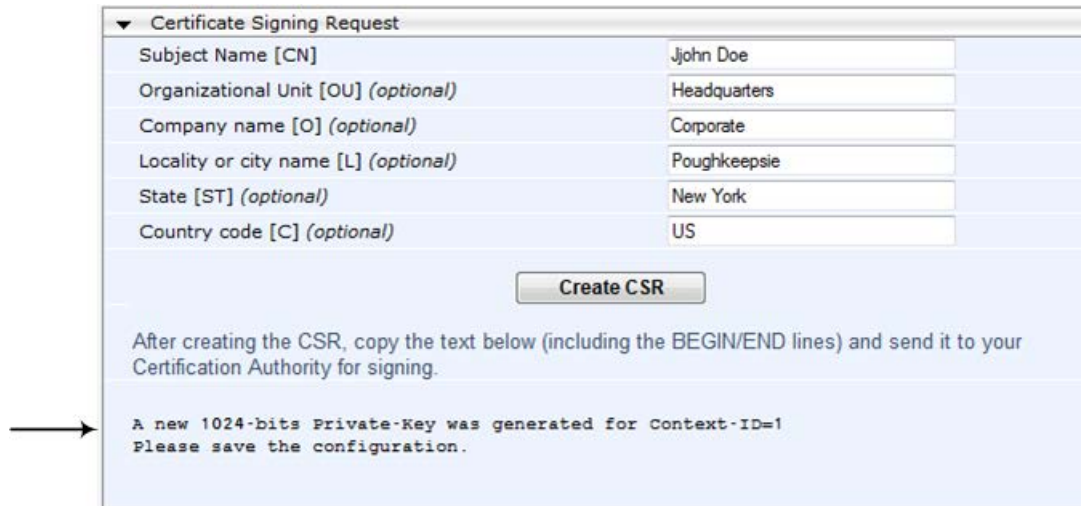 Certificate Signing Request
Subject Name [CN] Jjohn Doe
Organizational Unit [OU] (optional) Headquarters
Company name [O] (optional) Corporate
Locality or city name [L] (optional) Poughkeepsie
State [ST] (optional) New York
Country code [C] (optional) US
Create CSR
After creating the CSR, copy the text below (including the BEGIN/END lines) and send it to your
Certification Authority for signing.
A new 1024-bits Private-Key was generated for Context-ID=1
Please save the configuration.